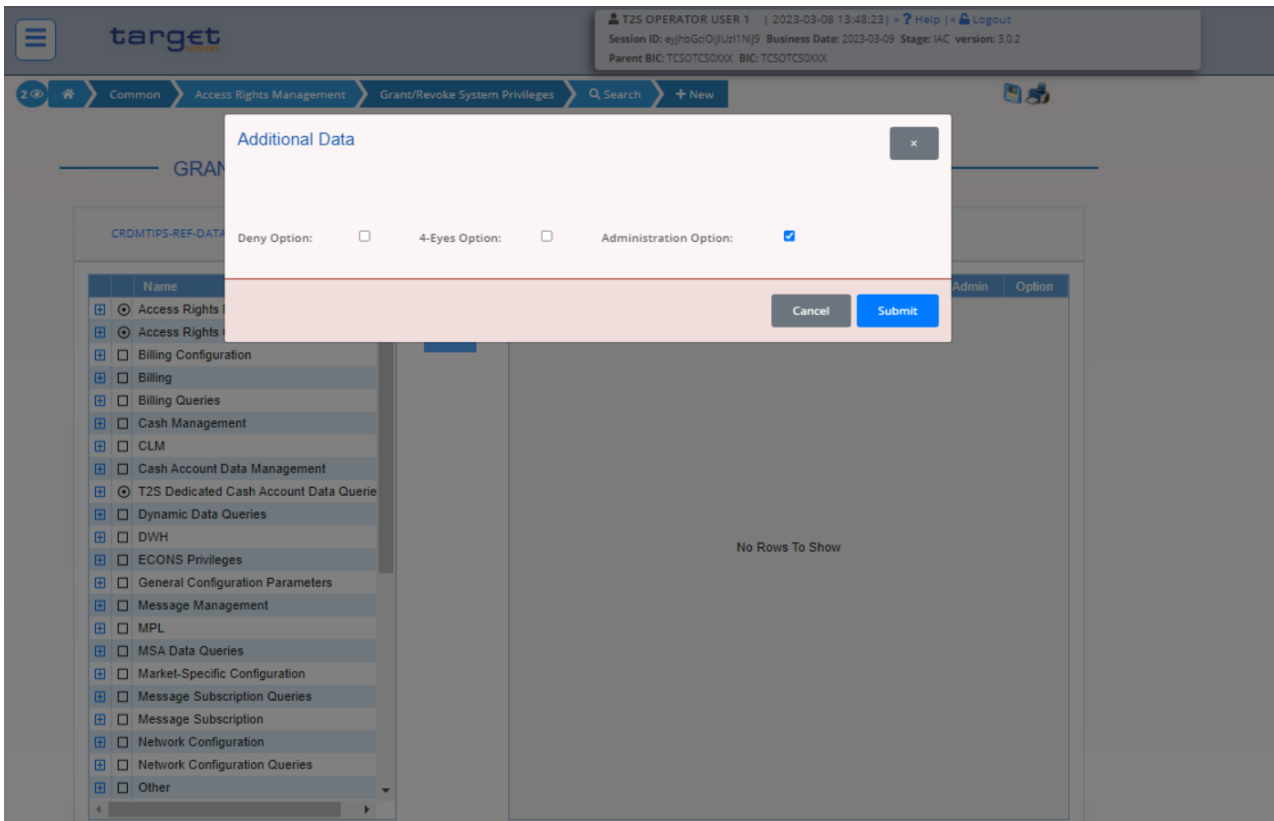 target
T2S OPERATOR USER 1 | 2023-03-08 13:48:23| » ? Help |» Logout
Business Date: 2023-03-09 Stage: IAC version: 3.0.2
Parent BIC: TCSOTCS0XXX BIC: TCSOTCS0XXX
2 Common Access Rights Management Grant/Revoke System Privileges Search + New
Additional Data
×
GRAN
CRDMTIPS-REF-DATA
Deny Option: 4-Eyes Option: Administration Option:
Cancel Submit
Name Admin Option
Access Rights
Access Rights
Billing Configuration
Billing
Billing Queries
Cash Management
CLM
Cash Account Data Management
T2S Dedicated Cash Account Data Querie
Dynamic Data Queries
DWH
ECONS Privileges
General Configuration Parameters
Message Management
MPL
MSA Data Queries
Market-Specific Configuration
Message Subscription Queries
Message Subscription
Network Configuration
Network Configuration Queries
Other
No Rows To Show